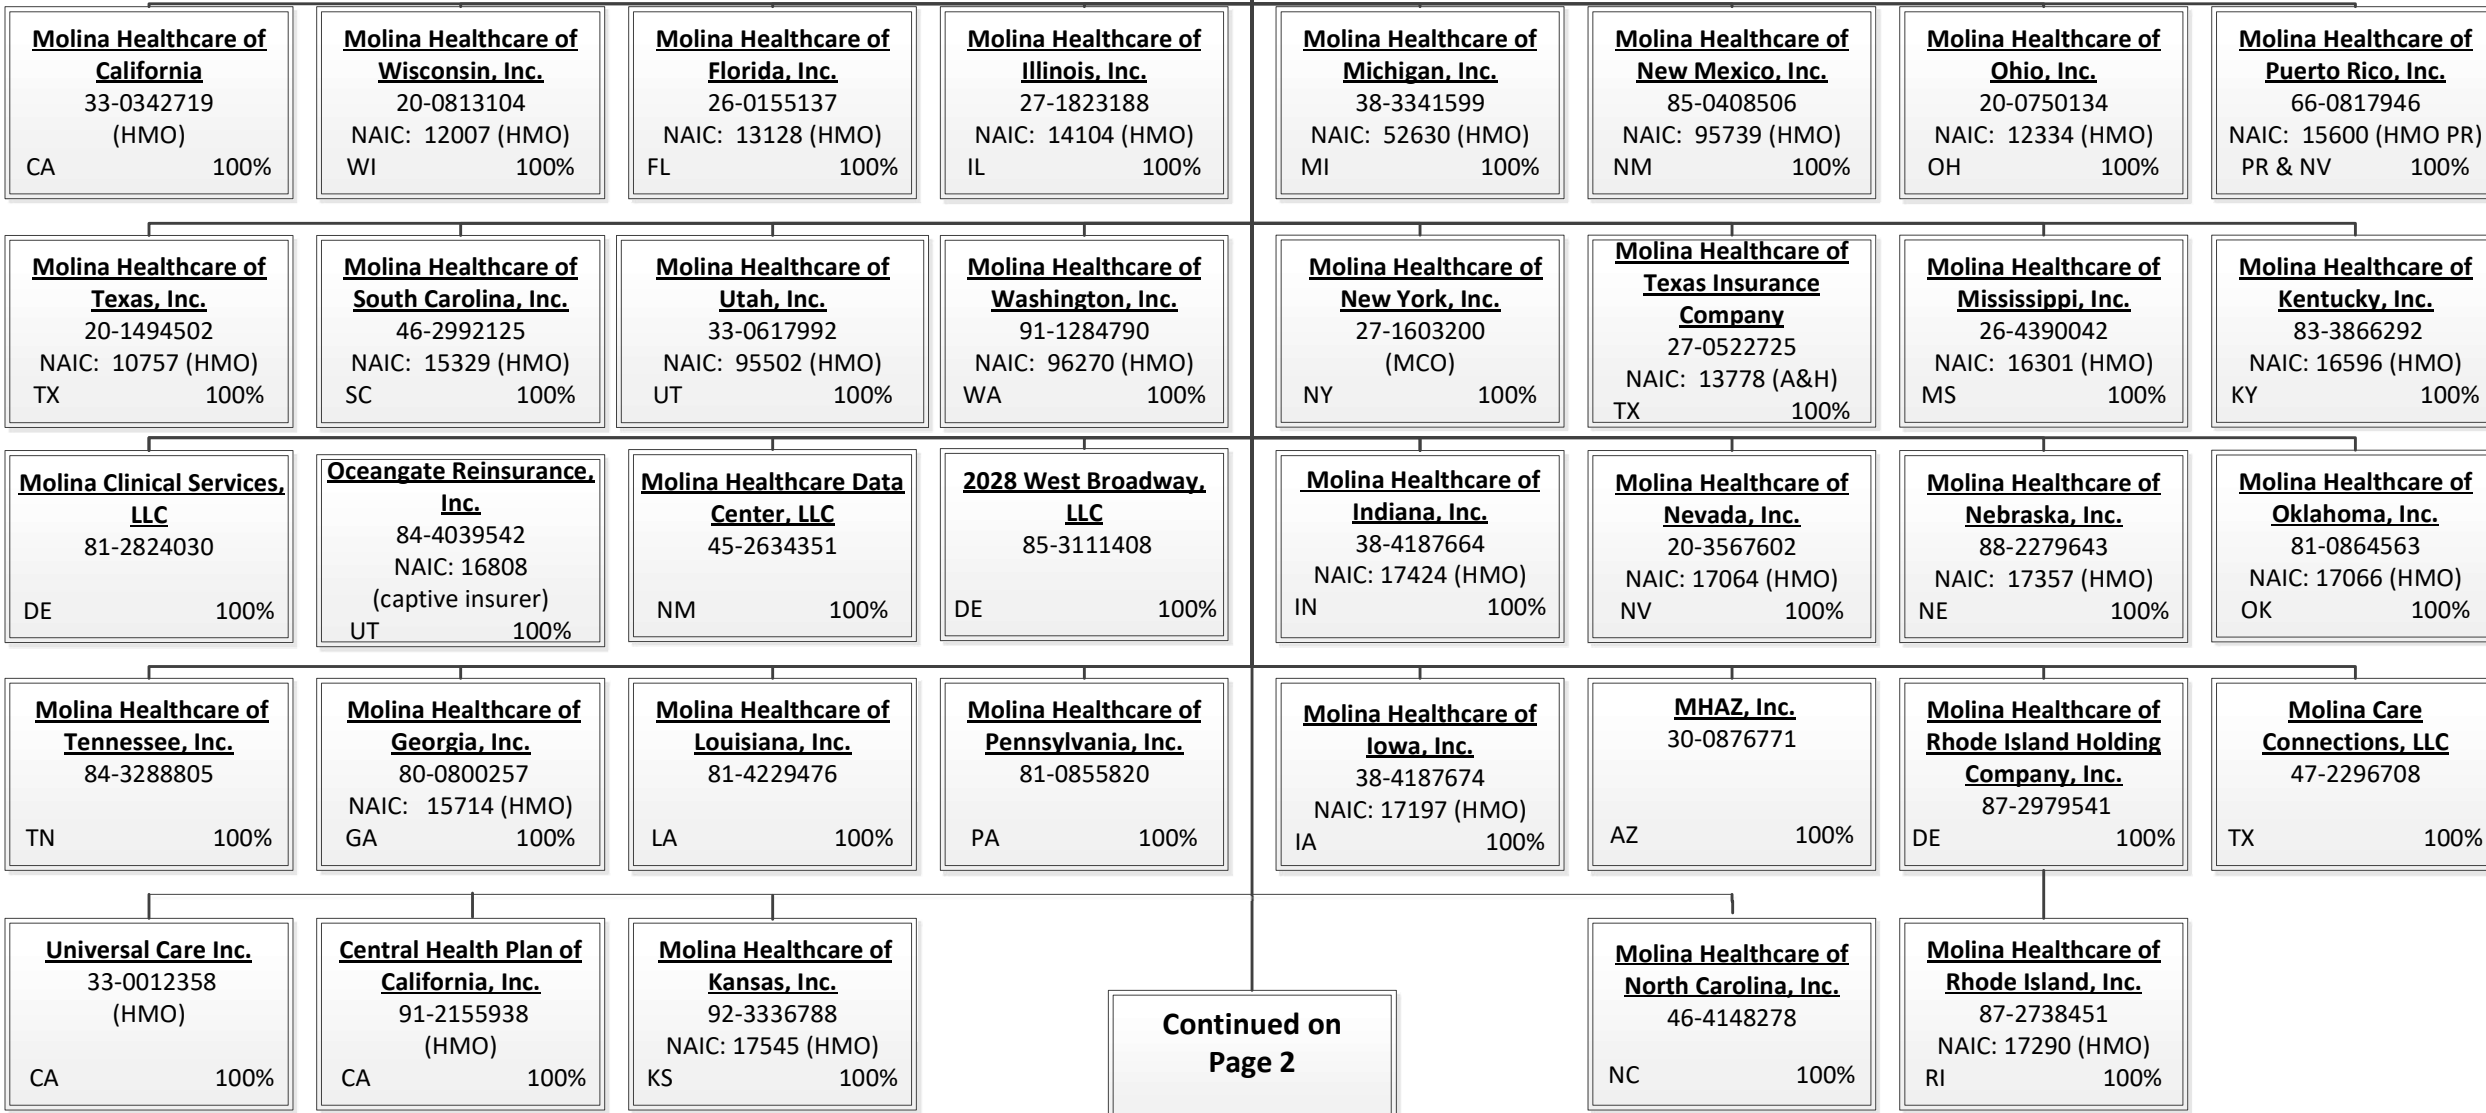 Molina Healthcare of
California
33-0342719
(HMO)
CA 100%
Molina Healthcare of
Wisconsin, Inc.
20-0813104
NAIC: 12007 (HMO)
WI 100%
Molina Healthcare of
Florida, Inc.
26-0155137
NAIC: 13128 (HMO)
FL 100%
Molina Healthcare of
Illinois, Inc.
27-1823188
NAIC: 14104 (HMO)
IL 100%
Molina Healthcare of
Michigan, Inc.
38-3341599
NAIC: 52630 (HMO)
MI 100%
Molina Healthcare of
New Mexico, Inc.
85-0408506
NAIC: 95739 (HMO)
NM 100%
Molina Healthcare of
Ohio, Inc.
20-0750134
NAIC: 12334 (HMO)
OH 100%
Molina Healthcare of
Puerto Rico, Inc.
66-0817946
NAIC: 15600 (HMO PR)
PR & NV 100%
Molina Healthcare of
Texas, Inc.
20-1494502
NAIC: 10757 (HMO)
TX 100%
Molina Healthcare of
South Carolina, Inc.
46-2992125
NAIC: 15329 (HMO)
SC 100%
Molina Healthcare of
Utah, Inc.
33-0617992
NAIC: 95502 (HMO)
UT 100%
Molina Healthcare of
Washington, Inc.
91-1284790
NAIC: 96270 (HMO)
WA 100%
Molina Healthcare of
New York, Inc.
27-1603200
(MCO)
NY 100%
Molina Healthcare of
Texas Insurance
Company
27-0522725
NAIC: 13778 (A&H)
TX 100%
Molina Healthcare of
Mississippi, Inc.
26-4390042
NAIC: 16301 (HMO)
MS 100%
Molina Healthcare of
Kentucky, Inc.
83-3866292
NAIC: 16596 (HMO)
KY 100%
Molina Clinical Services,
LLC
81-2824030
DE 100%
Oceangate Reinsurance,
Inc.
84-4039542
NAIC: 16808
(captive insurer)
UT 100%
Molina Healthcare Data
Center, LLC
45-2634351
NM 100%
2028 West Broadway,
LLC
85-3111408
DE 100%
Molina Healthcare of
Indiana, Inc.
38-4187664
NAIC: 17424 (HMO)
IN 100%
Molina Healthcare of
Nevada, Inc.
20-3567602
NAIC: 17064 (HMO)
NV 100%
Molina Healthcare of
Nebraska, Inc.
88-2279643
NAIC: 17357 (HMO)
NE 100%
Molina Healthcare of
Oklahoma, Inc.
81-0864563
NAIC: 17066 (HMO)
OK 100%
Molina Healthcare of
Tennessee, Inc.
84-3288805
TN 100%
Molina Healthcare of
Georgia, Inc.
80-0800257
NAIC: 15714 (HMO)
GA 100%
Molina Healthcare of
Louisiana, Inc.
81-4229476
LA 100%
Molina Healthcare of
Pennsylvania, Inc.
81-0855820
PA 100%
Molina Healthcare of
Iowa, Inc.
38-4187674
NAIC: 17197 (HMO)
IA 100%
MHAZ, Inc.
30-0876771
AZ 100%
Molina Healthcare of
Rhode Island Holding
Company, Inc.
87-2979541
DE 100%
Molina Care
Connections, LLC
47-2296708
TX 100%
Universal Care Inc.
33-0012358
(HMO)
CA 100%
Central Health Plan of
California, Inc.
91-2155938
(HMO)
CA 100%
Molina Healthcare of
Kansas, Inc.
92-3336788
NAIC: 17545 (HMO)
KS 100%
Continued on
Page 2
Molina Healthcare of
North Carolina, Inc.
46-4148278
NC 100%
Molina Healthcare of
Rhode Island, Inc.
87-2738451
NAIC: 17290 (HMO)
RI 100%